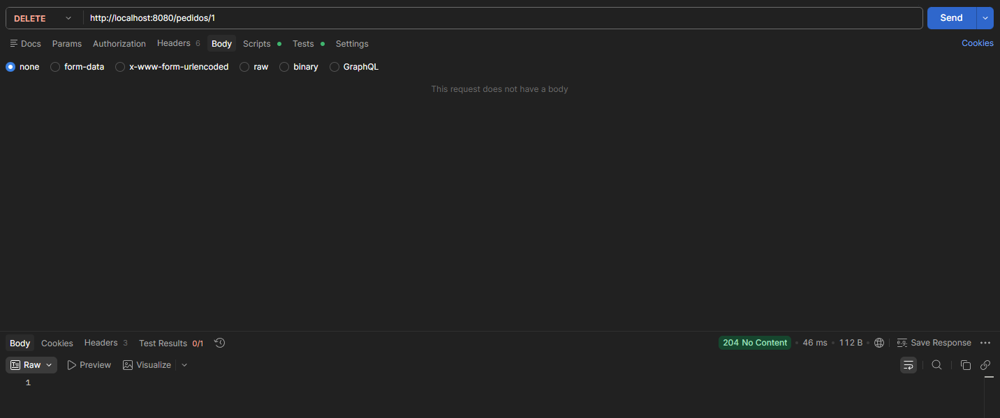 DELETE http://localhost:8080/pedidos/1 Send
Docs Params Authorization Headers 6 Body Scripts Tests Settings Cookies
none form-data x-www-form-urlencoded raw binary GraphQL
This request does not have a body
Body Cookies Headers 3 Test Results 0/1 204 No Content 46 ms 112 B e.g. Save Response
Raw Preview Visualize
1